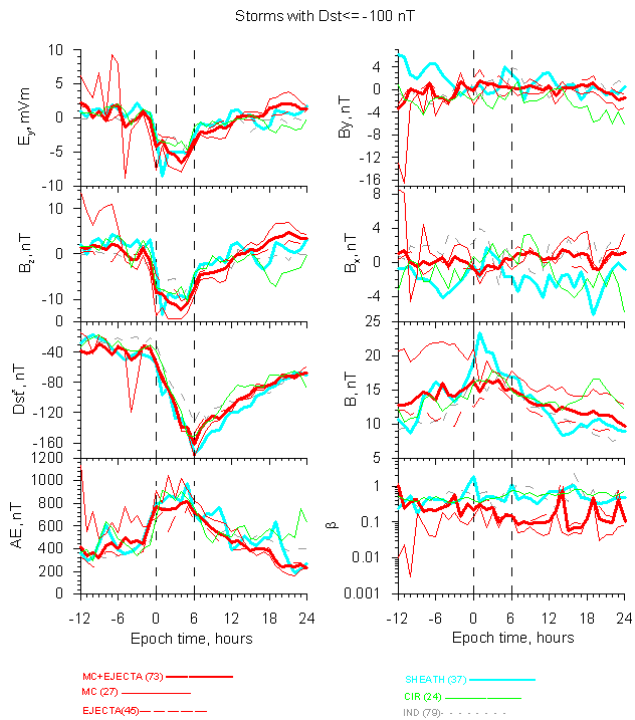 Storms with Dst<= -100 nT
10
5
0
-5
-10
Ey, mVm
4
0
-4
-8
-12
-16
By, nT
10
0
-10
Bz, nT
8
4
0
-4
Bx, nT
-40
-80
-120
-160
Dst*, nT
25
20
15
10
5
B, nT
1200
1000
800
600
400
200
0
AE, nT
10
1
0.1
0.01
0.001
β
-12 -6 0 6 12 18 24
-12 -6 0 6 12 18 24
Epoch time, hours
Epoch time, hours
MC+EJECTA (73)
MC (27)
EJECTA(45)
SHEATH (37)
CIR (24)
IND (79)